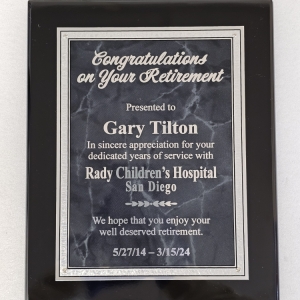 Congratulations
on Your Retirement
Presented to
Gary Tilton
In sincere appreciation for your
dedicated years of service with
Rady Children's Hospital
San Diego
We hope that you enjoy your
well deserved retirement.
5/27/14 – 3/15/24